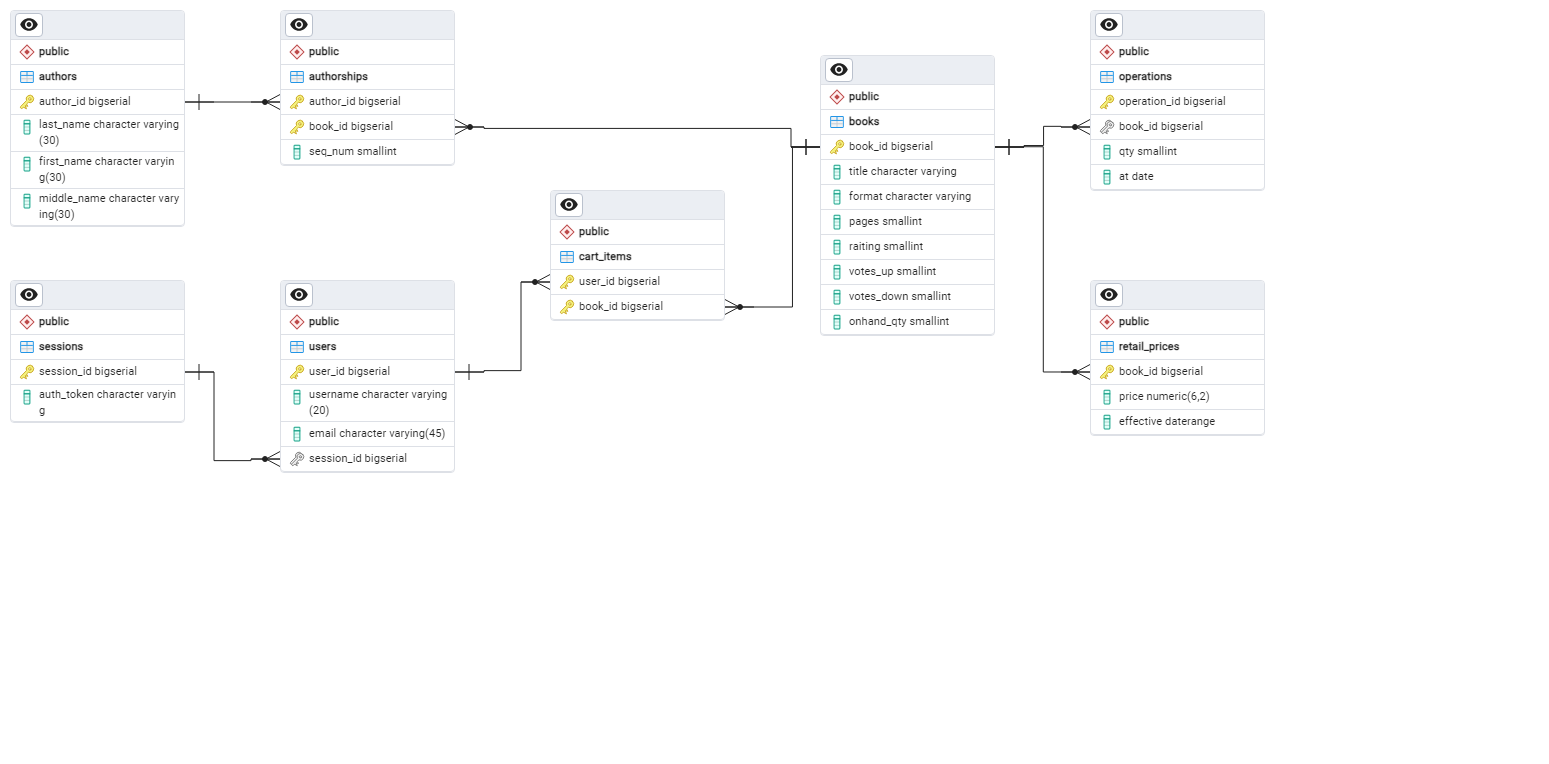 public
authors
author_id bigserial
last_name character varying
(30)
first_name character varyin
g(30)
middle_name character vary
ing(30)
public
authorships
author_id bigserial
book_id bigserial
seq_num smallint
public
cart_items
user_id bigserial
book_id bigserial
public
books
book_id bigserial
title character varying
format character varying
pages smallint
raiting smallint
votes_up smallint
votes_down smallint
onhand_qty smallint
public
operations
operation_id bigserial
book_id bigserial
qty smallint
at date
public
sessions
session_id bigserial
auth_token character varyin
g
public
users
user_id bigserial
username character varying
(20)
email character varying(45)
session_id bigserial
public
retail_prices
book_id bigserial
price numeric(6,2)
effective daterange